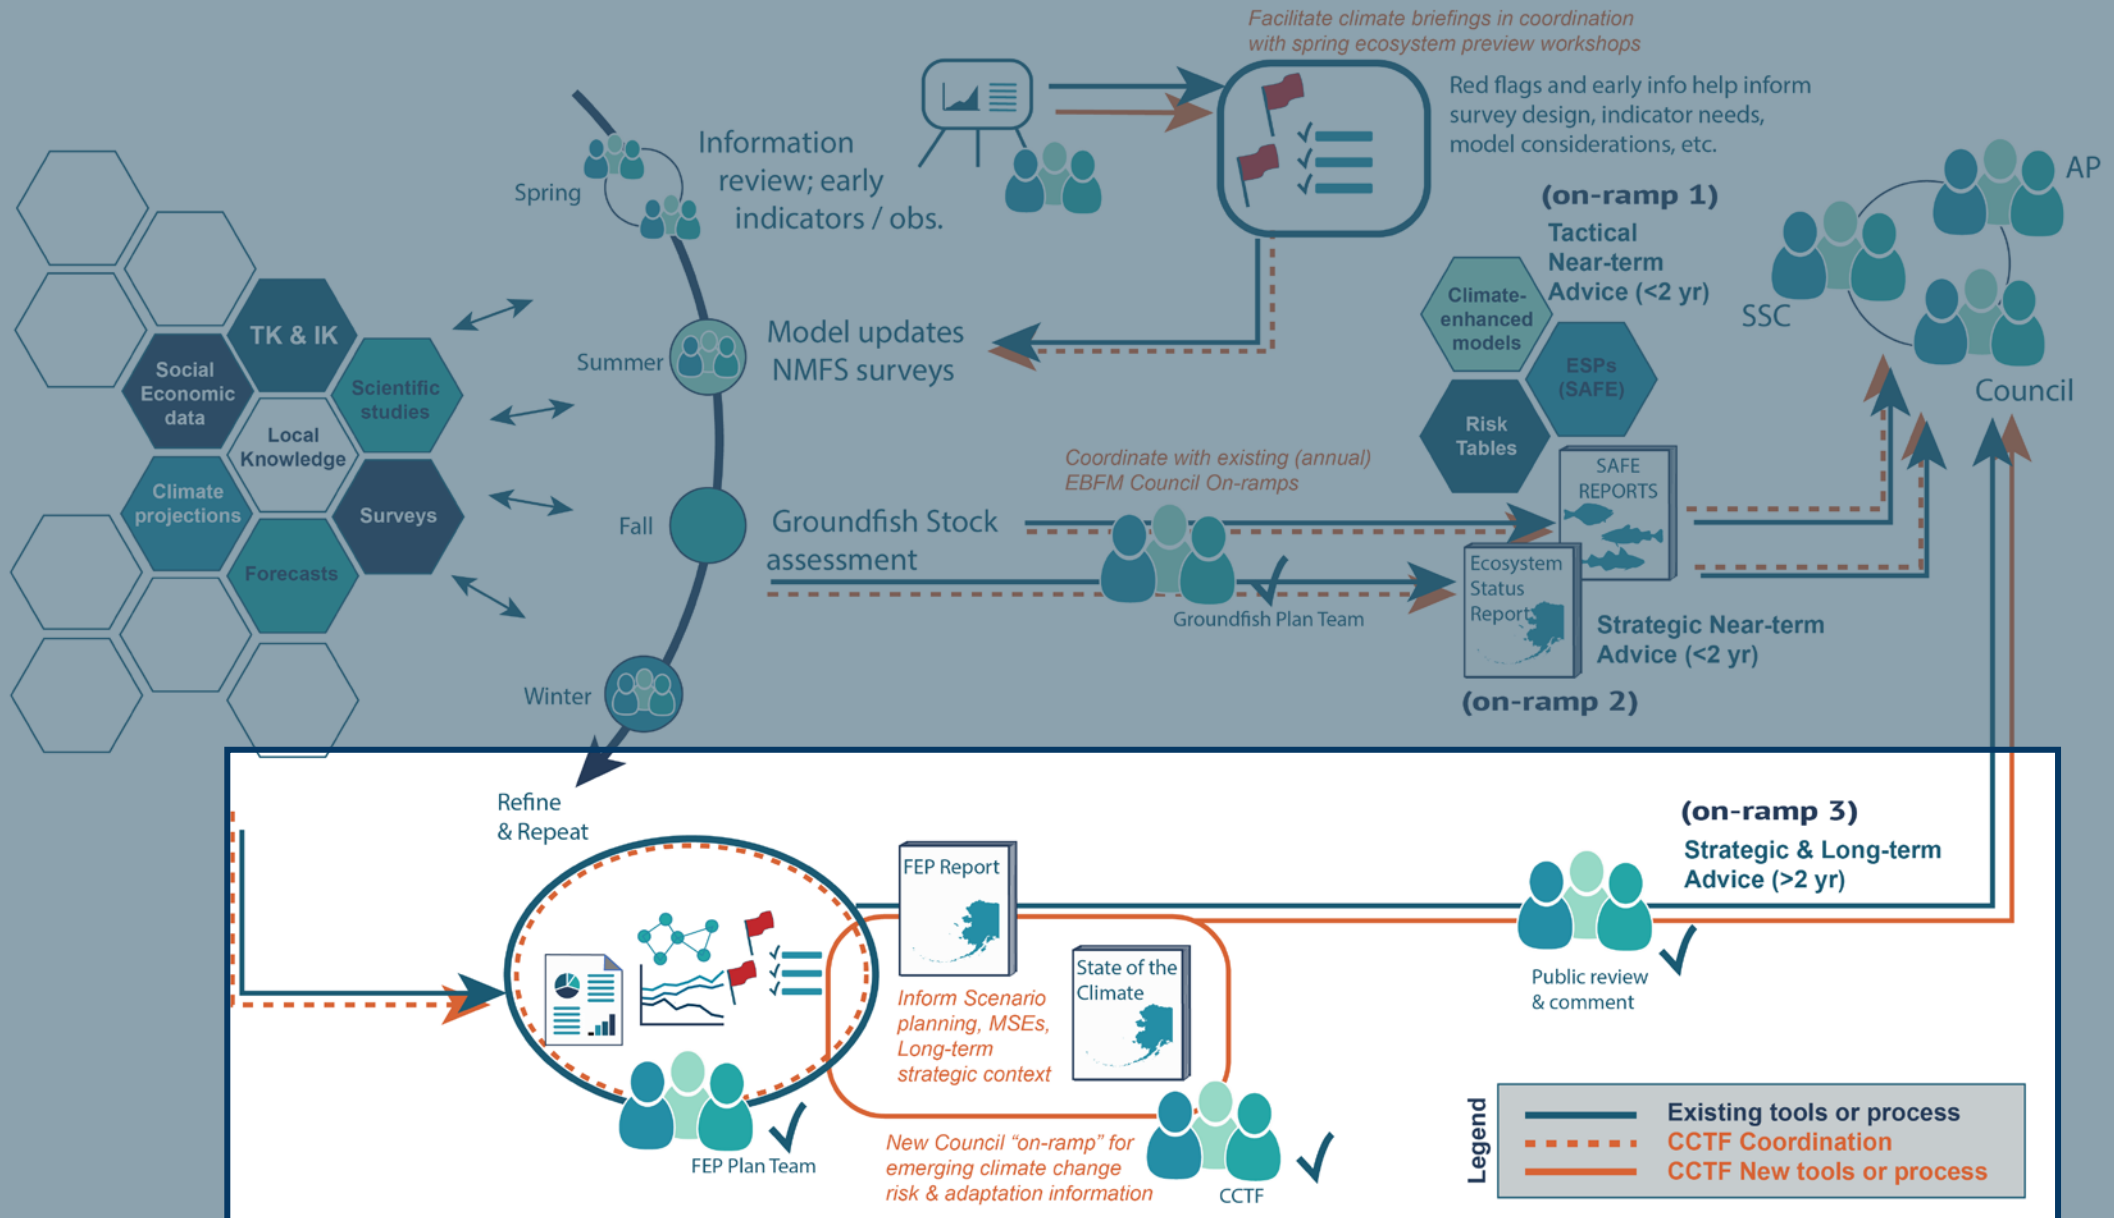 Facilitate climate briefings in coordination
with spring ecosystem preview workshops
Red flags and early info help inform
survey design, indicator needs,
model considerations, etc.
Information
review; early
indicators / obs.
Spring
(on-ramp 1)
Tactical
Near-term
Advice (<2 yr)
AP
SSC
Council
Climate-
enhanced
models
ESPs
(SAFE)
Risk
Tables
TK & IK
Social
Economic
data
Scientific
studies
Local
Knowledge
Climate
projections
Surveys
Forecasts
Summer
Model updates
NMFS surveys
Coordinate with existing (annual)
EBFM Council On-ramps
Fall
Groundfish Stock
assessment
Groundfish Plan Team
SAFE
REPORTS
Ecosystem
Status
Report
Strategic Near-term
Advice (<2 yr)
(on-ramp 2)
Winter
Refine
& Repeat
FEP Report
(on-ramp 3)
Strategic & Long-term
Advice (>2 yr)
State of the
Climate
Inform Scenario
planning, MSEs,
Long-term
strategic context
Public review
& comment
FEP Plan Team
New Council “on-ramp” for
emerging climate change
risk & adaptation information
CCTF
Legend
Existing tools or process
CCTF Coordination
CCTF New tools or process